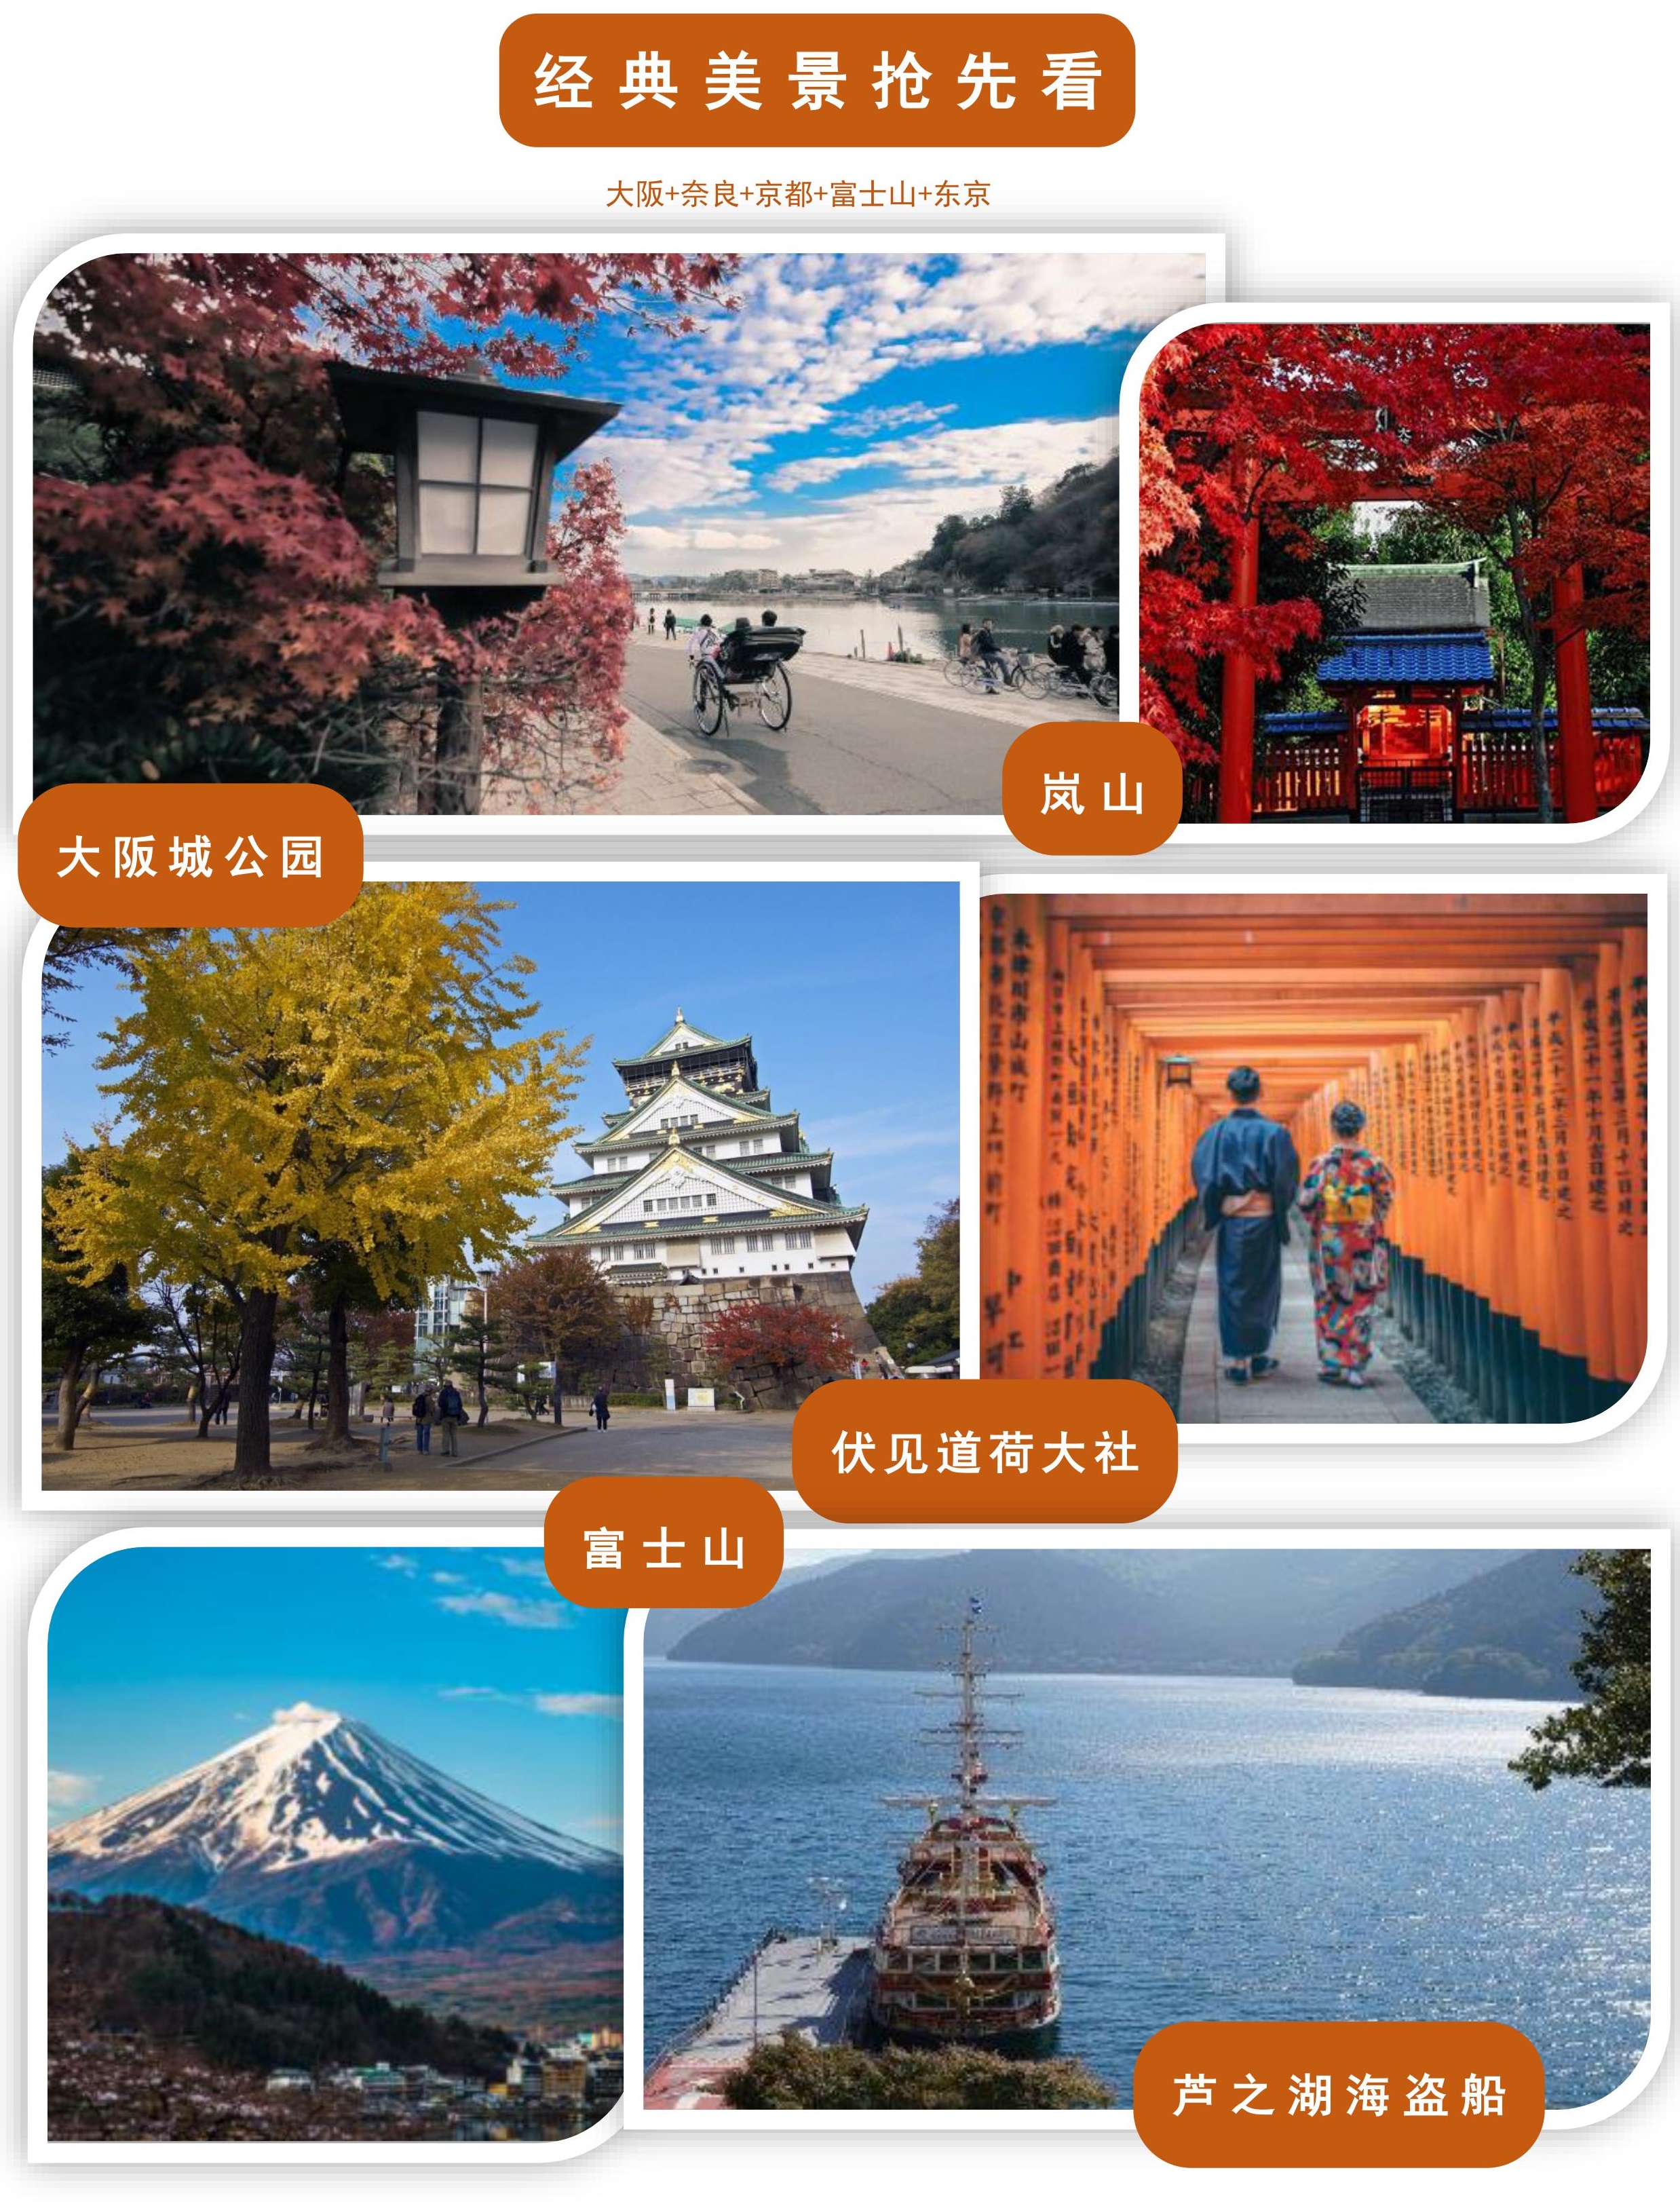 经典美景抢先看
大阪+奈良+京都+富士山+东京
岚山
大阪城公园
伏见道荷大社
富士山
芦之湖海盗船